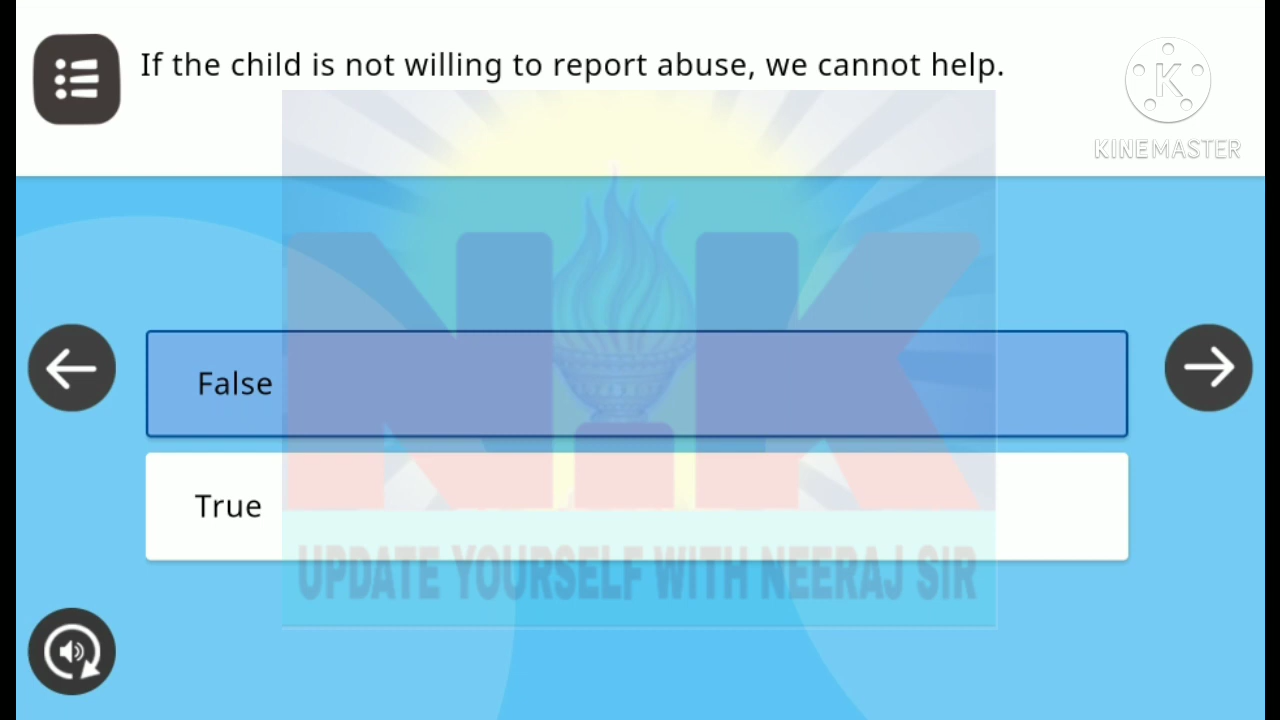 If the child is not willing to report abuse, we cannot help.
K
KINEMASTER
NK
False
True
UPDATE YOURSELF WITH NEERAJ SIR